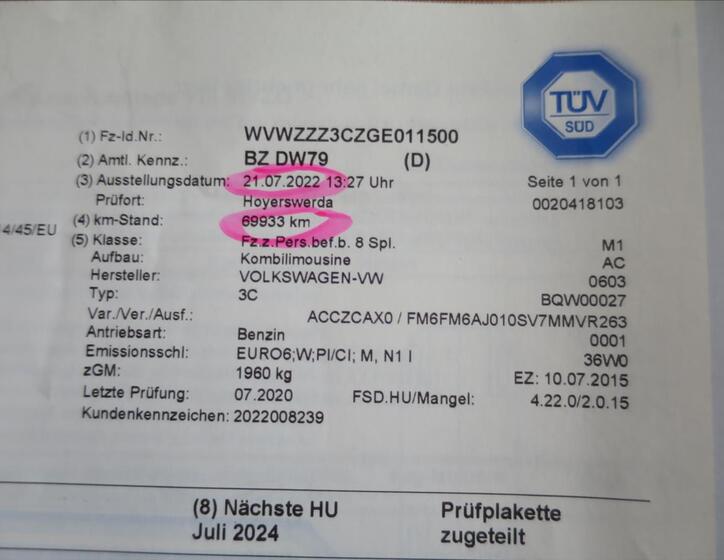 TÜV
SÜD
(1) Fz-Id.Nr.: WVWZZZ3CZGE011500
(2) Amtl. Kennz.: BZ DW79 (D)
(3) Ausstellungsdatum: 21.07.2022 13:27 Uhr Seite 1 von 1
Prüfort: Hoyerswerda 0020418103
4/45/EU (4) km-Stand: 69933 km
(5) Klasse: Fz.z.Pers.bef.b. 8 Spl. M1
Aufbau: Kombilimousine AC
Hersteller: VOLKSWAGEN-VW 0603
Typ: 3C BQW00027
Var./Ver./Ausf.: ACCZCAX0 / FM6FM6AJ010SV7MMVR263
Antriebsart: Benzin 0001
Emissionsschl: EURO6;W;PI/CI; M, N1 I 36W0
zGM: 1960 kg EZ: 10.07.2015
Letzte Prüfung: 07.2020 FSD.HU/Mangel: 4.22.0/2.0.15
Kundenkennzeichen: 2022008239
(8) Nächste HU Prüfplakette
Juli 2024 zugeteilt